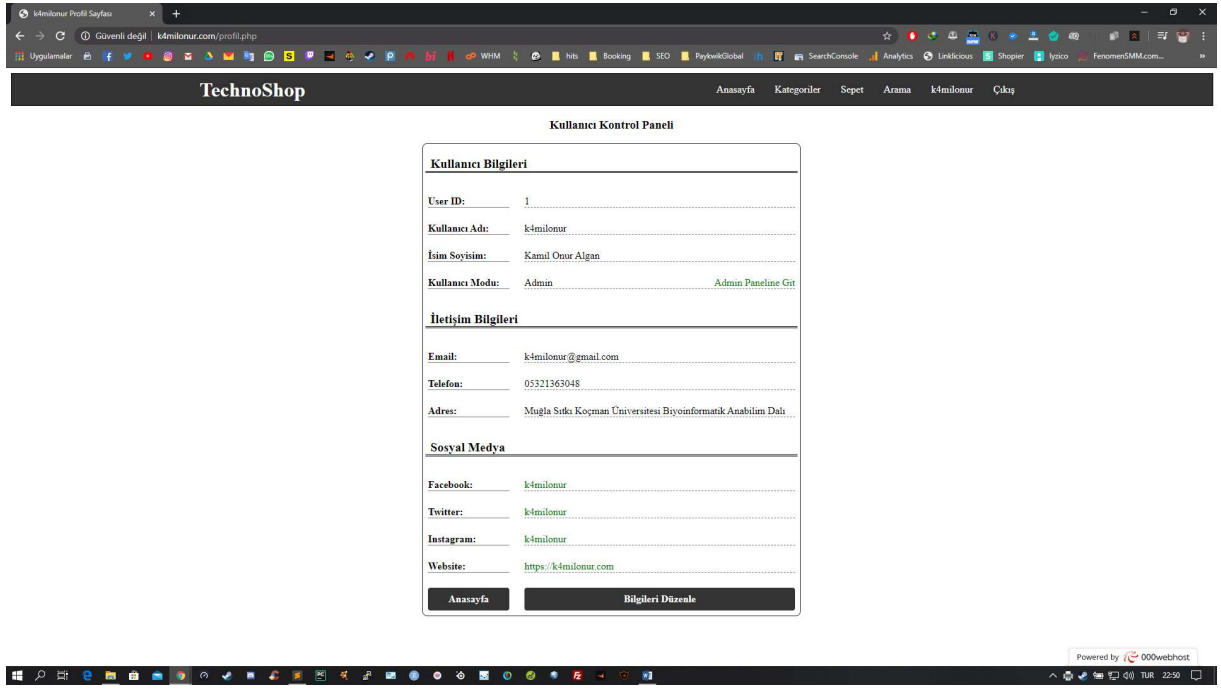 k4milonur Profil Sayfası
Güvenli değil | k4milonur.com/profil.php
Uygulamalar WHM hits Booking SEO PaykwikGlobal SearchConsole Analytics Linklicious Shopier Iyzico FenomenSMM.com...
TechnoShop Anasayfa Kategoriler Sepet Arama k4milonur Çıkış
Kullanıcı Kontrol Paneli
Kullanıcı Bilgileri
User ID: 1
Kullanıcı Adı: k4milonur
İsim Soyisim: Kamil Onur Algan
Kullanıcı Modu: Admin Admin Paneline Git
İletişim Bilgileri
Email: k4milonur@gmail.com
Telefon: 05321363048
Adres: Muğla Sıtkı Koçman Üniversitesi Biyoinformatik Anabilim Dalı
Sosyal Medya
Facebook: k4milonur
Twitter: k4milonur
Instagram: k4milonur
Website: https://k4milonur.com
Anasayfa Bilgileri Düzenle
Powered by 000webhost
TUR 22:50